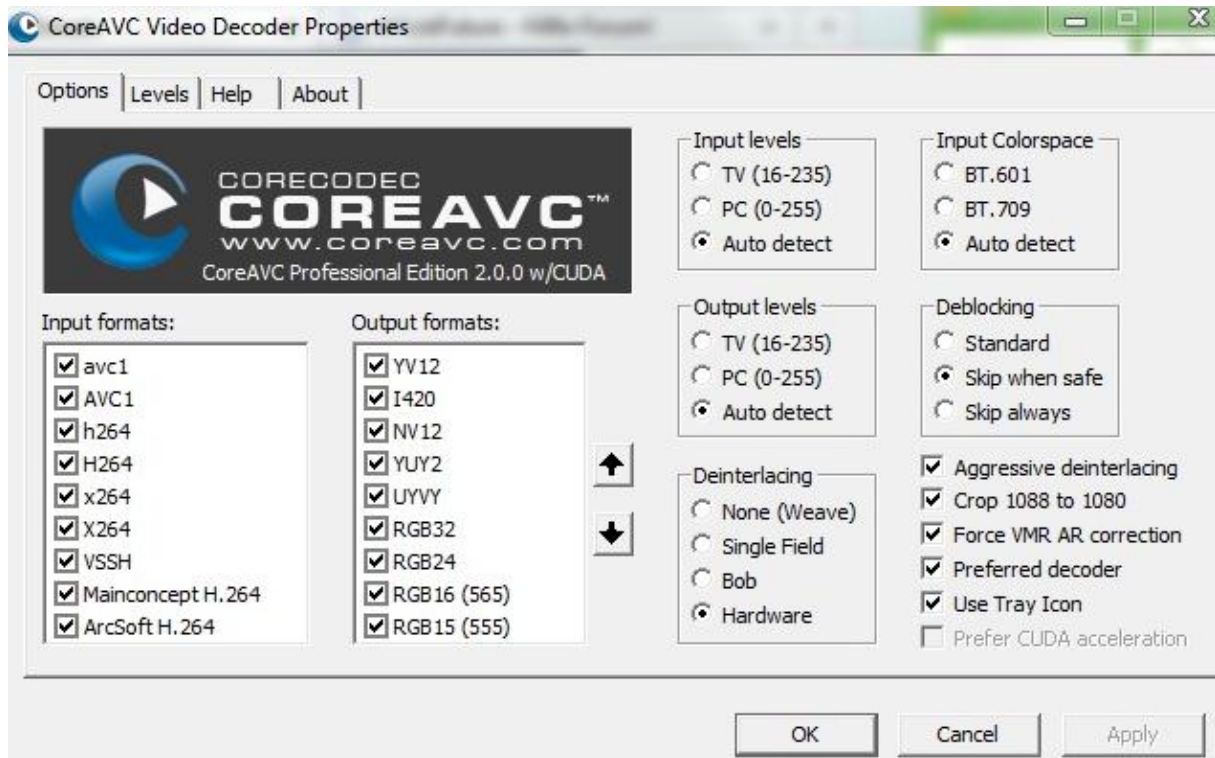 CoreAVC Video Decoder Properties
Options
Levels
Help
About
CORECODEC
COREAVC™
www.coreavc.com
CoreAVC Professional Edition 2.0.0 w/CUDA
Input formats:
avc1
AVC1
h264
H264
x264
X264
VSSH
Mainconcept H.264
ArcSoft H.264
Output formats:
YV12
I420
NV12
YUY2
UYVY
RGB32
RGB24
RGB16 (565)
RGB15 (555)
Input levels
TV (16-235)
PC (0-255)
Auto detect
Output levels
TV (16-235)
PC (0-255)
Auto detect
Deinterlacing
None (Weave)
Single Field
Bob
Hardware
Input Colorspace
BT.601
BT.709
Auto detect
Deblocking
Standard
Skip when safe
Skip always
Aggressive deinterlacing
Crop 1088 to 1080
Force VMR AR correction
Preferred decoder
Use Tray Icon
Prefer CUDA acceleration
OK
Cancel
Apply